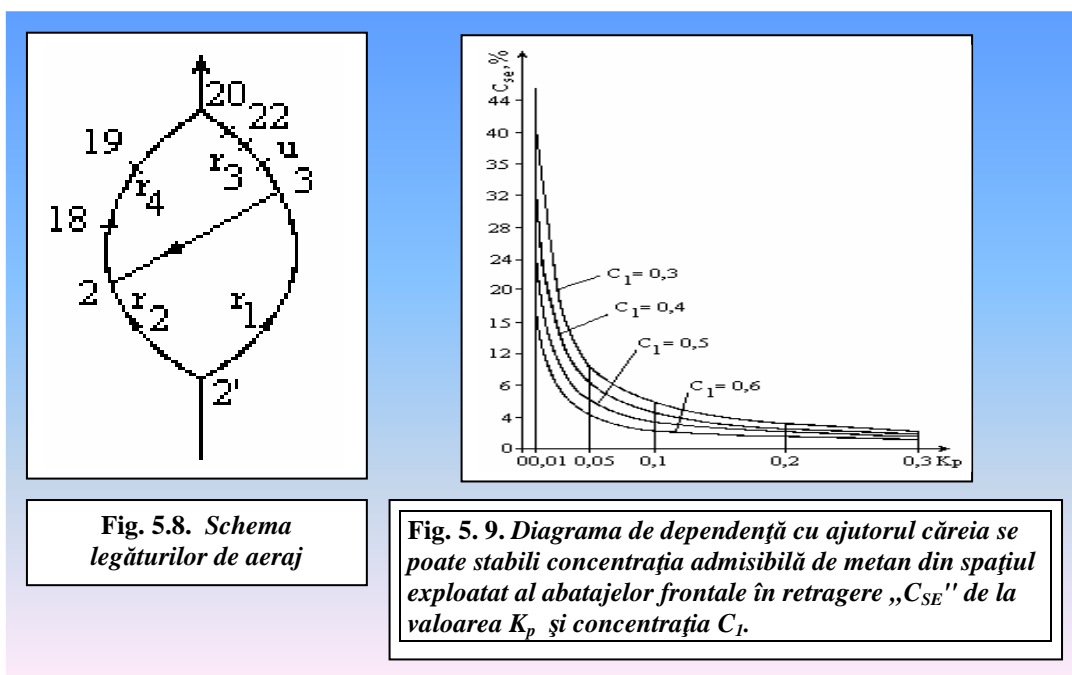 20
22
19
u
r3
3
r4
18
2
r2
r1
2'
Fig. 5.8. Schema
legăturilor de aeraj
Cse,%
44
40
35
32
28
24
20
15
12
6
4
0
C1= 0,3
C1= 0,4
C1= 0,5
C1= 0,6
0 0,01 0,05 0,1 0,2 0,3 Kp
Fig. 5. 9. Diagrama de dependenţă cu ajutorul căreia se
poate stabili concentraţia admisibilă de metan din spaţiul
exploatat al abatajelor frontale în retragere „CSE" de la
valoarea Kp şi concentraţia C1.